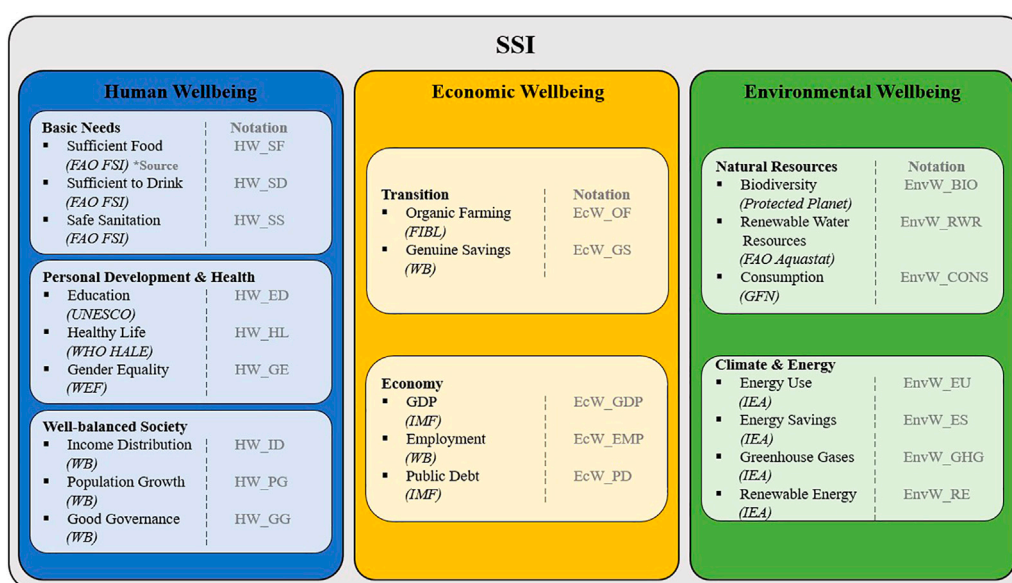 SSI
Human Wellbeing
Basic Needs Notation
▪ Sufficient Food HW_SF
(FAO FSI) *Source
▪ Sufficient to Drink HW_SD
(FAO FSI)
▪ Safe Sanitation HW_SS
(FAO FSI)
Personal Development & Health
▪ Education HW_ED
(UNESCO)
▪ Healthy Life HW_HL
(WHO HALE)
▪ Gender Equality HW_GE
(WEF)
Well-balanced Society
▪ Income Distribution HW_ID
(WB)
▪ Population Growth HW_PG
(WB)
▪ Good Governance HW_GG
(WB)
Economic Wellbeing
Transition Notation
▪ Organic Farming EcW_OF
(FIBL)
▪ Genuine Savings EcW_GS
(WB)
Economy
▪ GDP EcW_GDP
(IMF)
▪ Employment EcW_EMP
(WB)
▪ Public Debt EcW_PD
(IMF)
Environmental Wellbeing
Natural Resources Notation
▪ Biodiversity EnvW_BIO
(Protected Planet)
▪ Renewable Water EnvW_RWR
Resources
(FAO Aquastat)
▪ Consumption EnvW_CONS
(GFN)
Climate & Energy
▪ Energy Use EnvW_EU
(IEA)
▪ Energy Savings EnvW_ES
(IEA)
▪ Greenhouse Gases EnvW_GHG
(IEA)
▪ Renewable Energy EnvW_RE
(IEA)